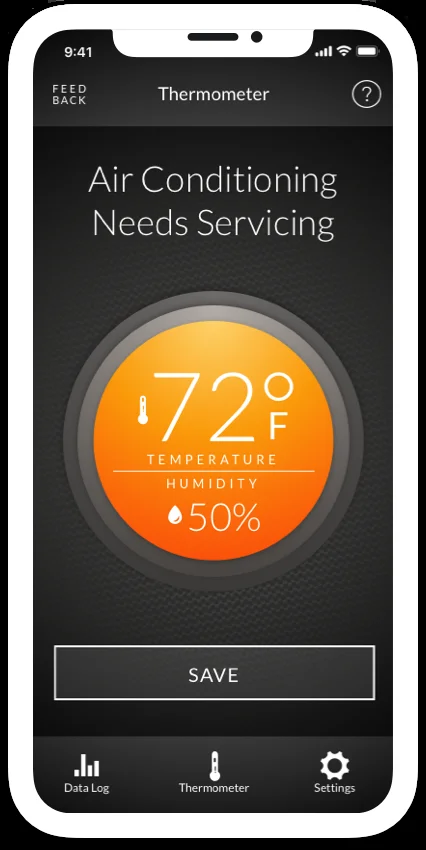 9:41
FEED
BACK
Thermometer
?
Air Conditioning
Needs Servicing
72°
F
TEMPERATURE
HUMIDITY
50%
SAVE
Data Log
Thermometer
Settings